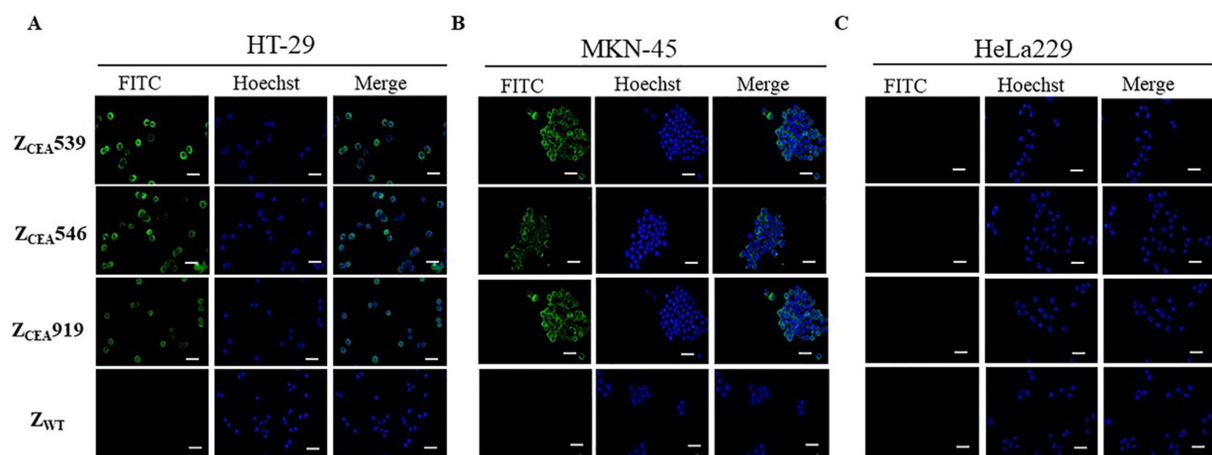 A
HT-29
FITC Hoechst Merge
B
MKN-45
FITC Hoechst Merge
C
HeLa229
FITC Hoechst Merge
ZCEA539
ZCEA546
ZCEA919
ZWT